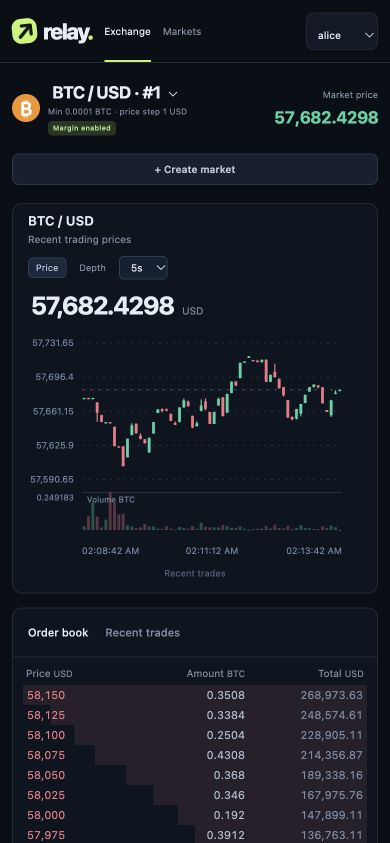 relay.
Exchange
Markets
alice
BTC / USD · #1
Min 0.0001 BTC · price step 1 USD
Margin enabled
Market price
57,682.4298
+ Create market
BTC / USD
Recent trading prices
Price
Depth
5s
57,682.4298 USD
57,731.65
57,696.4
57,661.15
57,625.9
57,590.65
0.249183
Volume BTC
02:08:42 AM
02:11:12 AM
02:13:42 AM
Recent trades
Order book
Recent trades
Price USD Amount BTC Total USD
58,150 0.3508 268,973.63
58,125 0.3384 248,574.61
58,100 0.2504 228,905.11
58,075 0.4308 214,356.87
58,050 0.368 189,338.16
58,025 0.346 167,975.76
58,000 0.192 147,899.11
57,975 0.3912 136,763.11